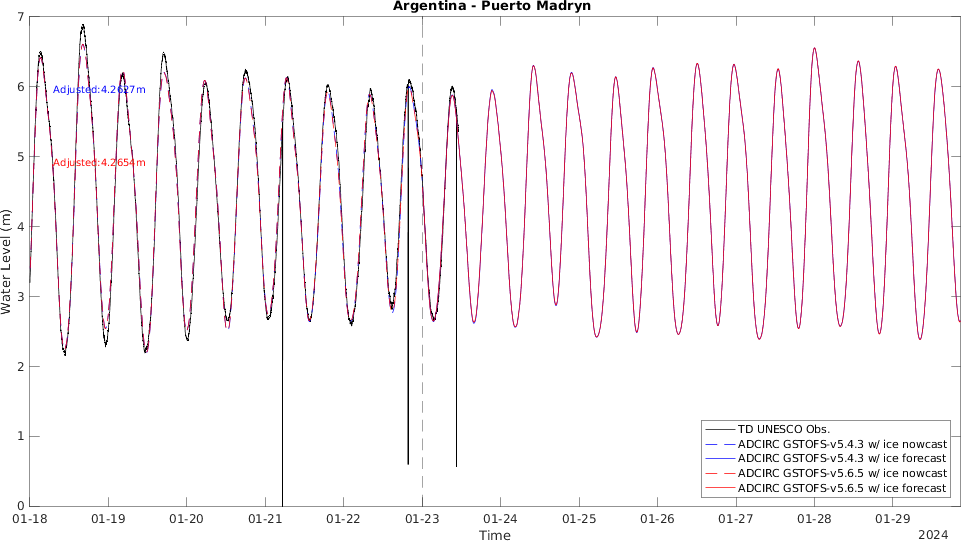 Argentina - Puerto Madryn
7
6
5
4
3
2
1
0
Water Level (m)
Adjusted:4.2627m
Adjusted:4.2654m
TD UNESCO Obs.
ADCIRC GSTOFS-v5.4.3 w/ ice nowcast
ADCIRC GSTOFS-v5.4.3 w/ ice forecast
ADCIRC GSTOFS-v5.6.5 w/ ice nowcast
ADCIRC GSTOFS-v5.6.5 w/ ice forecast
01-18 01-19 01-20 01-21 01-22 01-23 01-24 01-25 01-26 01-27 01-28 01-29
Time
2024